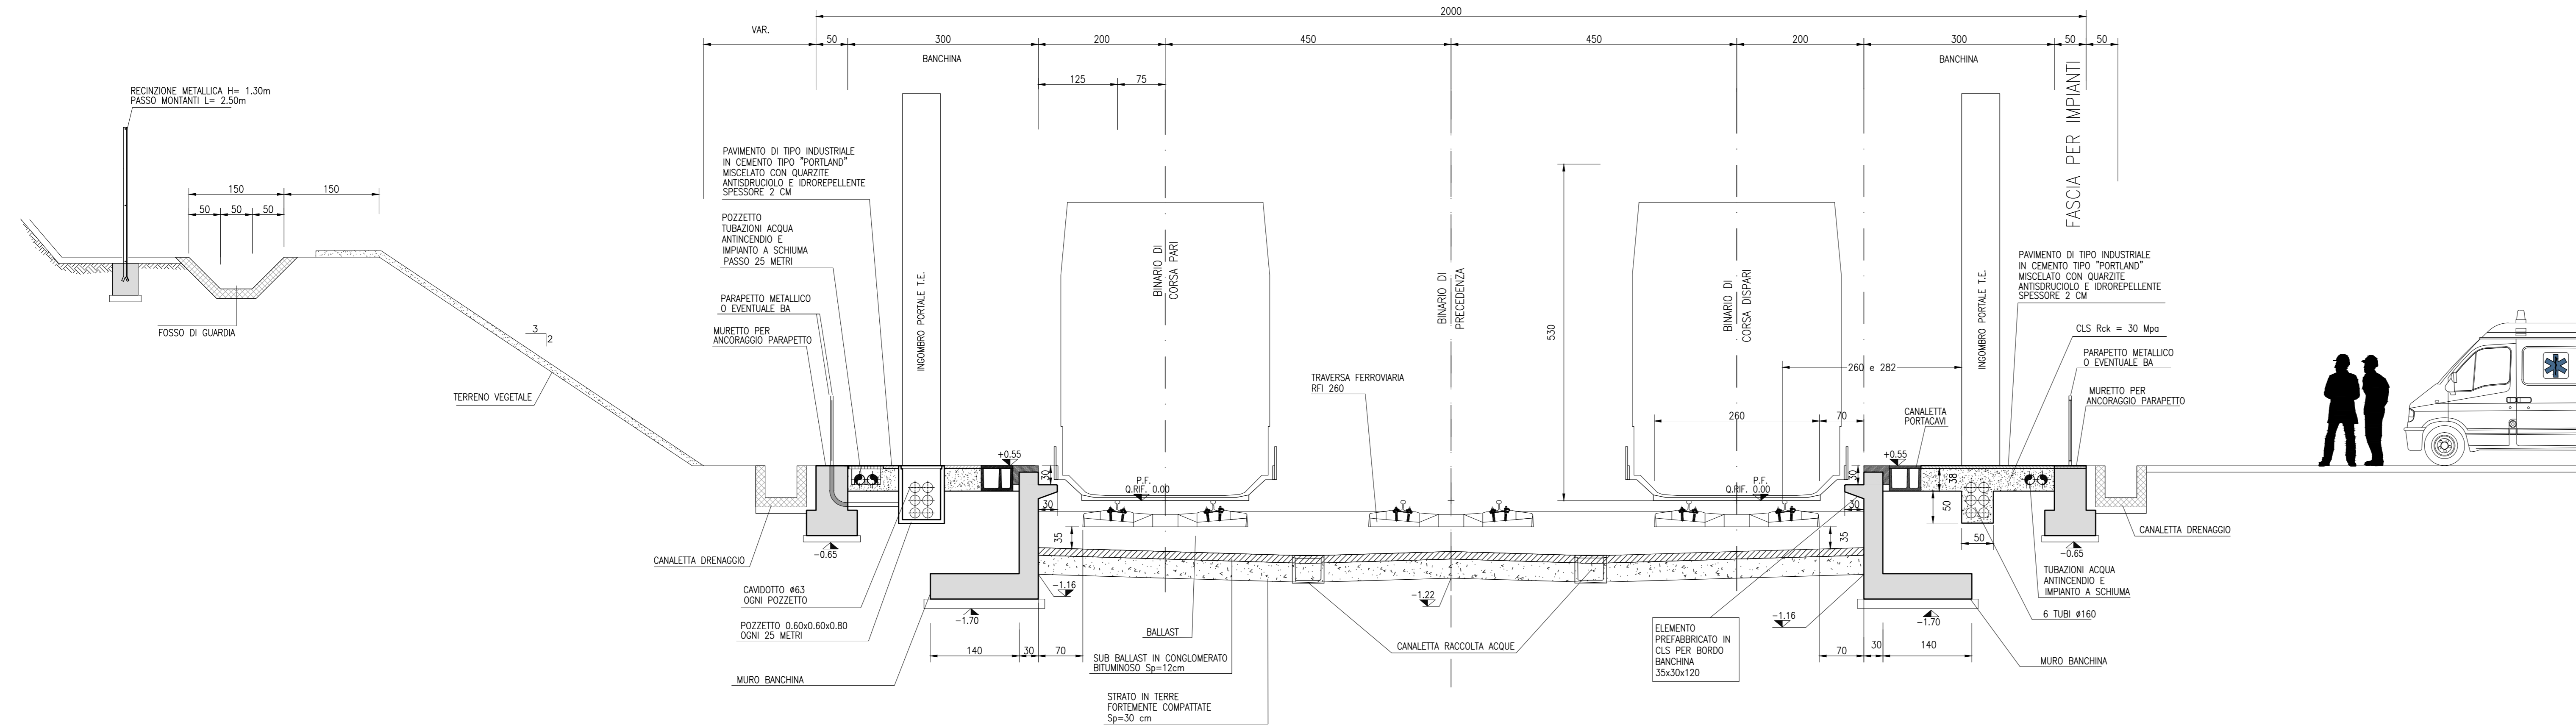 2000
VAR.
50
300
200
450
450
200
300
50
50
BANCHINA
BANCHINA
125
75
RECINZIONE METALLICA H= 1.30m
PASSO MONTANTI L= 2.50m
150
150
50
50
50
FOSSO DI GUARDIA
3
2
TERRENO VEGETALE
PAVIMENTO DI TIPO INDUSTRIALE
IN CEMENTO TIPO "PORTLAND"
MISCELATO CON QUARZITE
ANTISDRUCIOLO E IDROREPELLENTE
SPESSORE 2 CM
POZZETTO
TUBAZIONI ACQUA
ANTINCENDIO E
IMPIANTO A SCHIUMA
PASSO 25 METRI
PARAPETTO METALLICO
O EVENTUALE BA
MURETTO PER
ANCORAGGIO PARAPETTO
INGOMBRO PORTALE T.E.
BINARIO DI
CORSA PARI
BINARIO DI
PRECEDENZA
BINARIO DI
CORSA DISPARI
530
TRAVERSA FERROVIARIA
RFI 260
260 e 282
260
70
CANALETTA
PORTACAVI
INGOMBRO PORTALE T.E.
FASCIA PER IMPIANTI
PAVIMENTO DI TIPO INDUSTRIALE
IN CEMENTO TIPO "PORTLAND"
MISCELATO CON QUARZITE
ANTISDRUCIOLO E IDROREPELLENTE
SPESSORE 2 CM
CLS Rck = 30 Mpa
PARAPETTO METALLICO
O EVENTUALE BA
MURETTO PER
ANCORAGGIO PARAPETTO
+0.55
30
30
P.F.
Q.RIF. 0.00
P.F.
Q.RIF. 0.00
+0.55
30
30
38
50
50
35
35
-0.65
-0.65
CANALETTA DRENAGGIO
CANALETTA DRENAGGIO
CAVIDOTTO ø63
OGNI POZZETTO
POZZETTO 0.60x0.60x0.80
OGNI 25 METRI
MURO BANCHINA
-1.70
-1.16
-1.22
-1.16
-1.70
140
30
70
BALLAST
SUB BALLAST IN CONGLOMERATO
BITUMINOSO Sp=12cm
STRATO IN TERRE
FORTEMENTE COMPATTATE
Sp=30 cm
CANALETTA RACCOLTA ACQUE
ELEMENTO
PREFABBRICATO IN
CLS PER BORDO
BANCHINA
35x30x120
70
30
140
TUBAZIONI ACQUA
ANTINCENDIO E
IMPIANTO A SCHIUMA
6 TUBI ø160
MURO BANCHINA